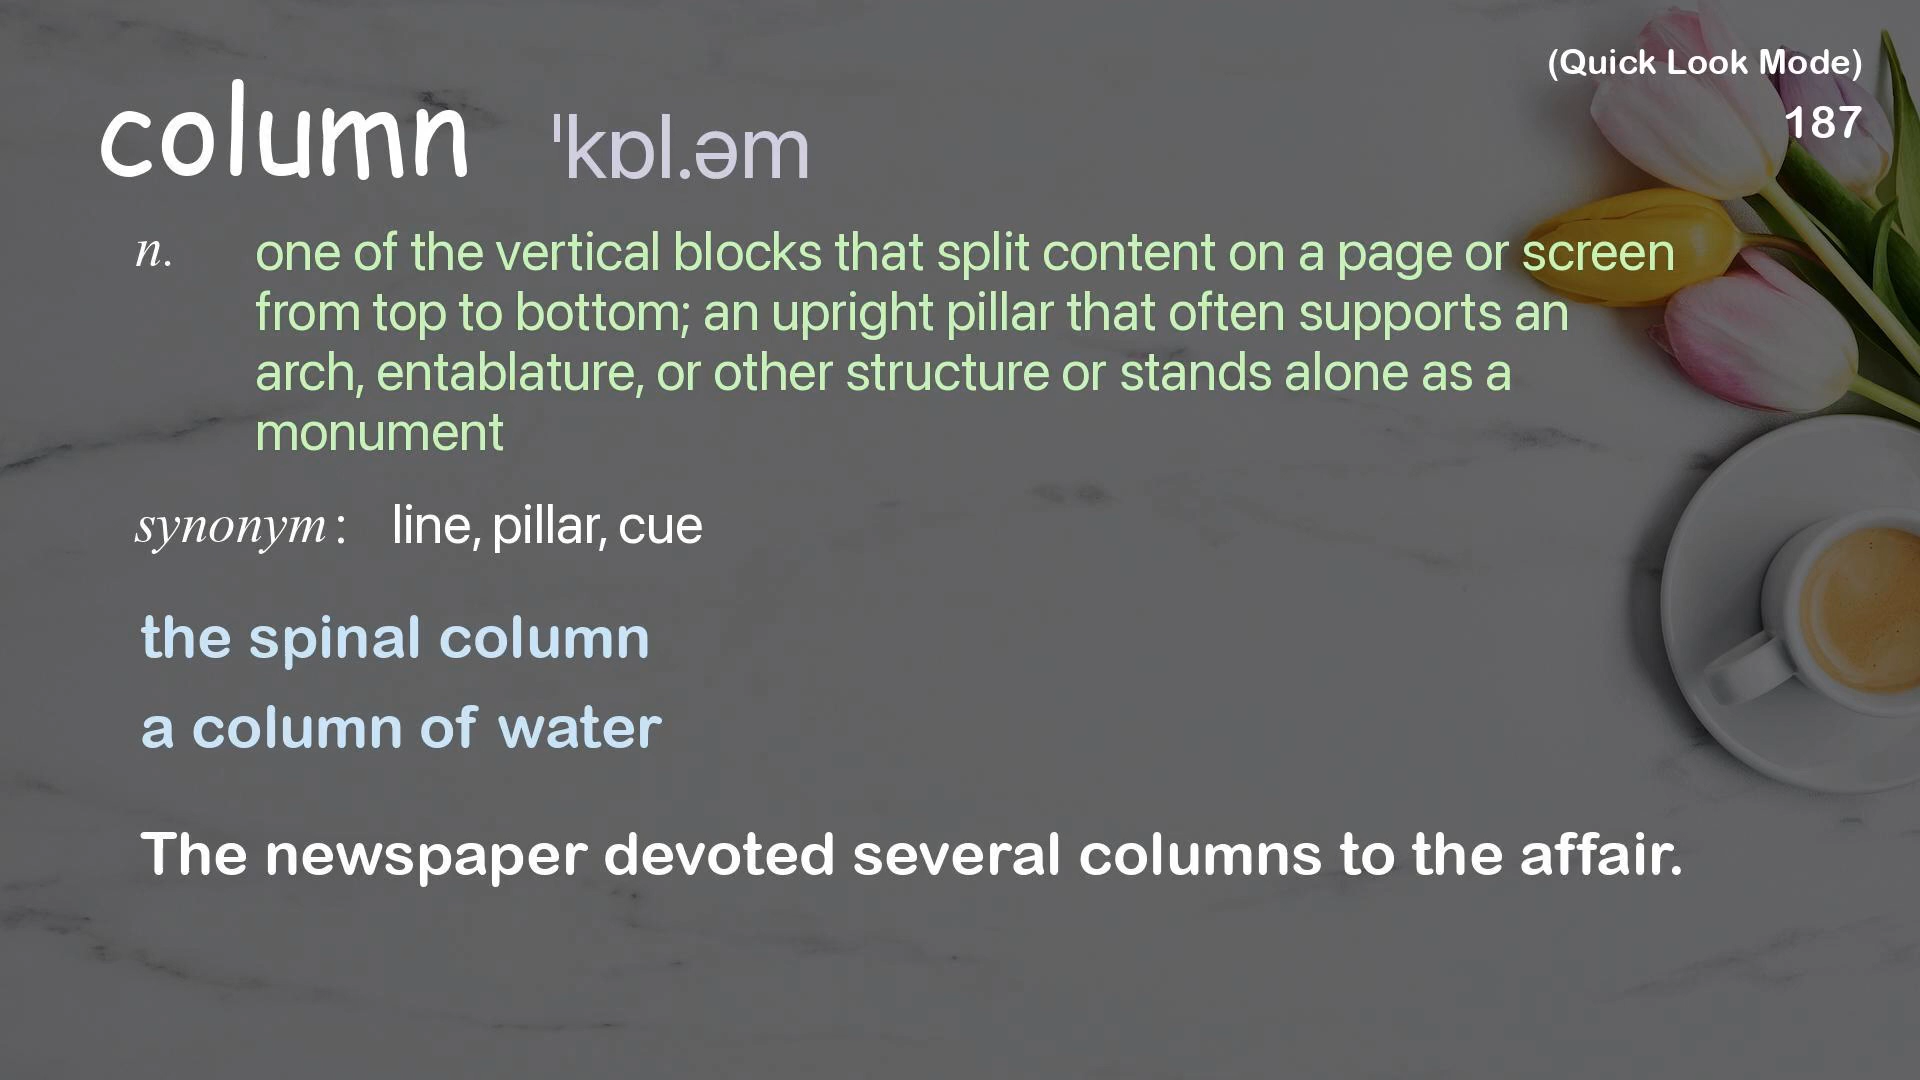 (Quick Look Mode)
187
column ˈkɒl.əm
n. one of the vertical blocks that split content on a page or screen
from top to bottom; an upright pillar that often supports an
arch, entablature, or other structure or stands alone as a
monument
synonym: line, pillar, cue
the spinal column
a column of water
The newspaper devoted several columns to the affair.